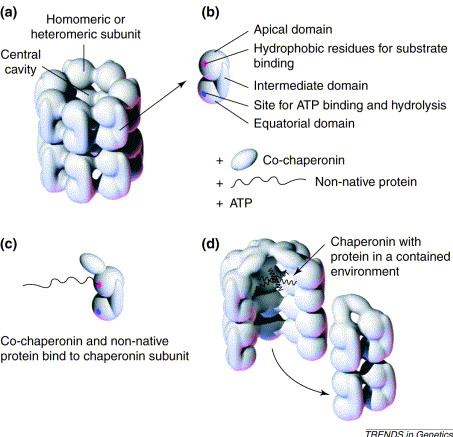 (a)
Homomeric or
heteromeric subunit
Central
cavity
(b)
Apical domain
Hydrophobic residues for substrate
binding
Intermediate domain
Site for ATP binding and hydrolysis
Equatorial domain
+ Co-chaperonin
+ Non-native protein
+ ATP
(c)
Co-chaperonin and non-native
protein bind to chaperonin subunit
(d)
Chaperonin with
protein in a contained
environment
TRENDS in Genetics